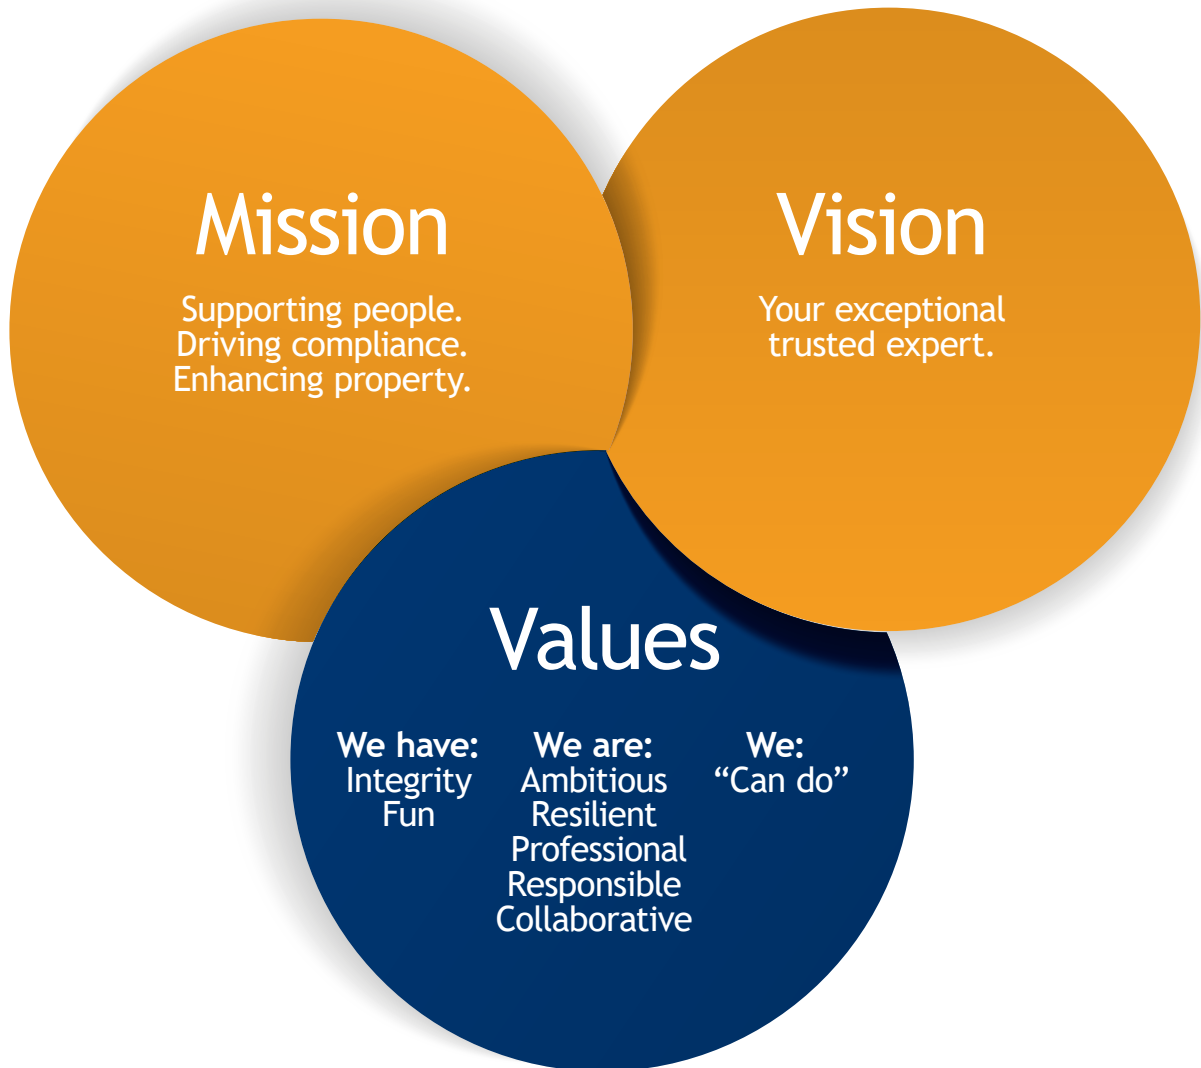 Mission
Supporting people.
Driving compliance.
Enhancing property.
Vision
Your exceptional
trusted expert.
Values
We have:
Integrity
Fun
We are:
Ambitious
Resilient
Professional
Responsible
Collaborative
We:
“Can do”